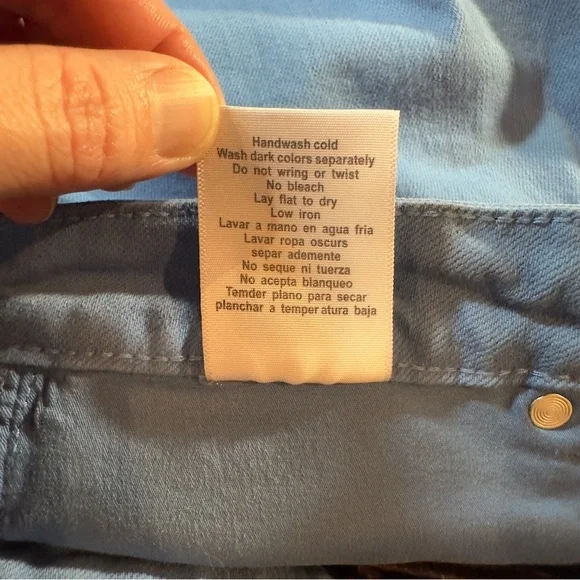 Handwash cold
Wash dark colors separately
Do not wring or twist
No bleach
Lay flat to dry
Low iron
Lavar a mano en agua fria
Lavar ropa oscurs
separ ademente
No seque ni tuerza
No acepta blanqueo
Temder plano para secar
planchar a temper atura baja